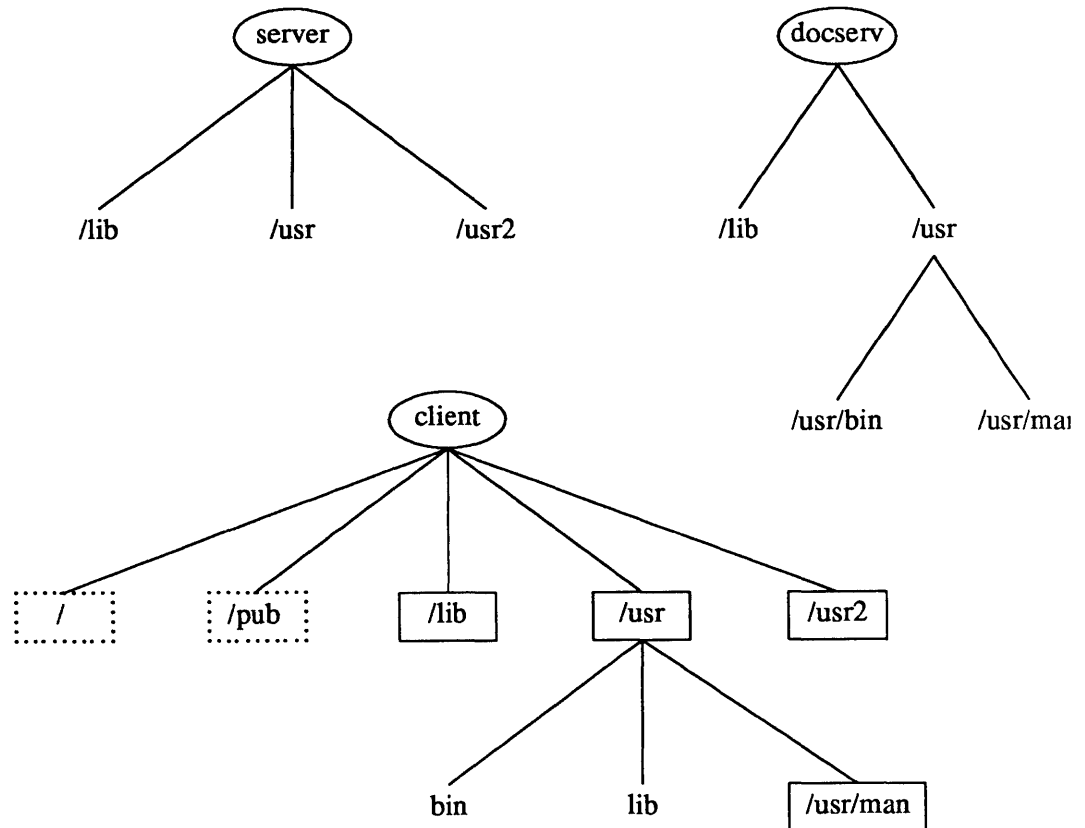 server
docserv
/lib
/usr
/usr2
/lib
/usr
/usr/bin
client
/
/pub
/lib
/usr
/usr2
bin
lib
/usr/man